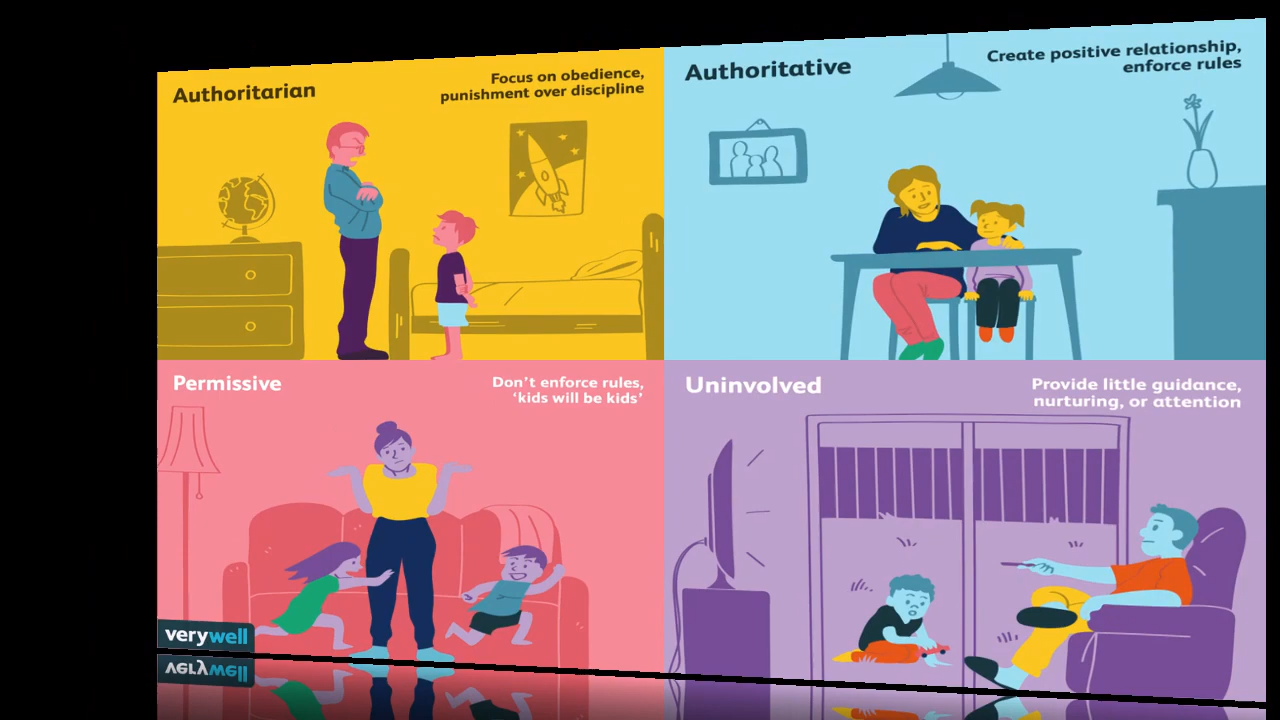 Authoritarian
Focus on obedience,
punishment over discipline
Authoritative
Create positive relationship,
enforce rules
Permissive
Don't enforce rules,
‘kids will be kids’
Uninvolved
Provide little guidance,
nurturing, or attention
verywell